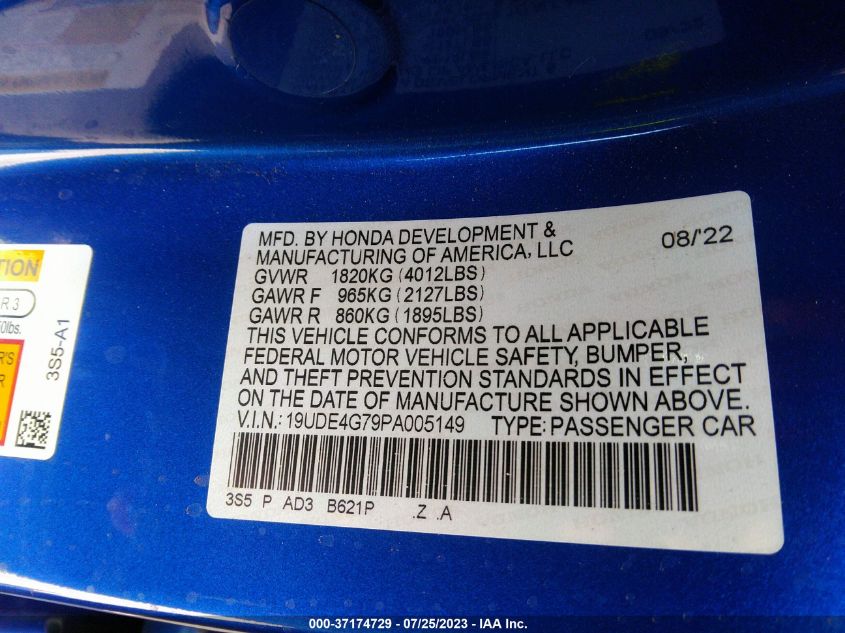 MFD. BY HONDA DEVELOPMENT &
MANUFACTURING OF AMERICA, LLC 08/'22
GVWR 1820KG (4012LBS)
GAWR F 965KG (2127LBS)
GAWR R 860KG (1895LBS)
THIS VEHICLE CONFORMS TO ALL APPLICABLE
FEDERAL MOTOR VEHICLE SAFETY, BUMPER,
AND THEFT PREVENTION STANDARDS IN EFFECT
ON THE DATE OF MANUFACTURE SHOWN ABOVE.
V.I.N.: 19UDE4G79PA005149 TYPE: PASSENGER CAR
3S5 P AD3 B621P .Z .A
3S5-A1
000-37174729 - 07/25/2023 - IAA Inc.